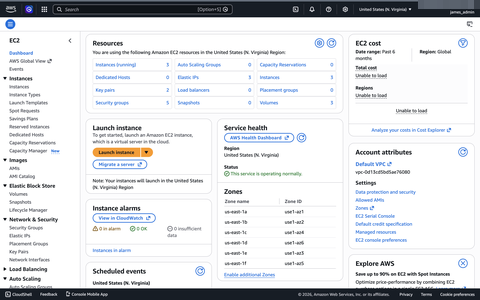 aws
Search
[Option+S]
United States (N. Virginia)
james_admin
EC2
Dashboard
AWS Global View
Events
Instances
Instances
Instance Types
Launch Templates
Spot Requests
Savings Plans
Reserved Instances
Dedicated Hosts
Capacity Reservations
Capacity Manager New
Images
AMIs
AMI Catalog
Elastic Block Store
Volumes
Snapshots
Lifecycle Manager
Network & Security
Security Groups
Elastic IPs
Placement Groups
Key Pairs
Network Interfaces
Load Balancing
Auto Scaling
Resources
You are using the following Amazon EC2 resources in the United States (N. Virginia) Region:
Instances (running) 3
Auto Scaling Groups 0
Capacity Reservations 0
Dedicated Hosts 0
Elastic IPs 3
Instances 3
Key pairs 2
Load balancers 0
Placement groups 0
Security groups 5
Snapshots 0
Volumes 3
Launch instance
To get started, launch an Amazon EC2 instance,
which is a virtual server in the cloud.
Launch instance
Migrate a server
Note: Your instances will launch in the United States
(N. Virginia) Region
Instance alarms
View in CloudWatch
0 in alarm
0 OK
0 insufficient
data
Instances in alarm
Scheduled events
United States (N. Virginia)
Service health
AWS Health Dashboard
Region
United States (N. Virginia)
Status
This service is operating normally.
Zones
Zone name Zone ID
us-east-1a use1-az1
us-east-1b use1-az2
us-east-1c
us-east-1d
us-east-1e
us-east-1f use1-az5
Enable additional Zones
EC2 cost
Date range: Past 6
months
Region: Global
Total cost
Unable to load
Regions
Unable to load
Unable to load
Analyze your costs in Cost Explorer
Account attributes
Default VPC
Settings
Data protection and security
Allowed AMIs
Zones
EC2 Serial Console
Default credit specification
Managed resources
EC2 console preferences
Explore AWS
Save up to 90% on EC2 with Spot Instances
Optimize price-performance by combining EC2
CloudShell
Feedback
Console Mobile App
© 2026, Amazon Web Services, Inc. or its affiliates.
Privacy
Terms
Cookie preferences